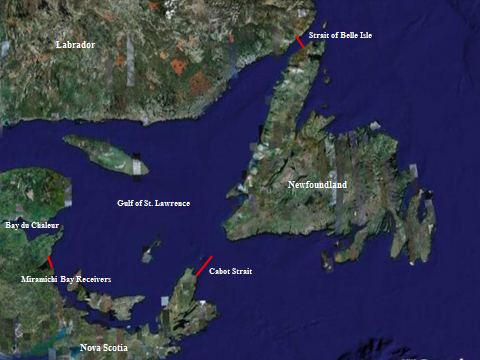 Strait of Belle Isle
Labrador
Newfoundland
Gulf of St. Lawrence
Bay du Chaleur
Cabot Strait
Miramichi Bay Receivers
Nova Scotia